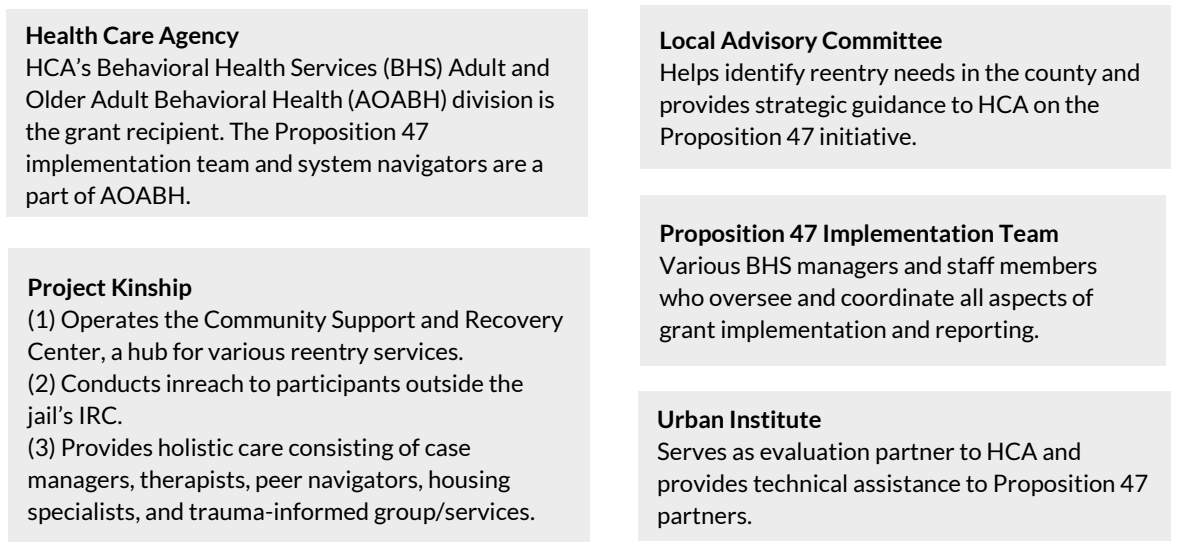 Health Care Agency
HCA's Behavioral Health Services (BHS) Adult and
Older Adult Behavioral Health (AOABH) division is
the grant recipient. The Proposition 47
implementation team and system navigators are a
part of AOABH.
Project Kinship
(1) Operates the Community Support and Recovery
Center, a hub for various reentry services.
(2) Conducts inreach to participants outside the
jail's IRC.
(3) Provides holistic care consisting of case
managers, therapists, peer navigators, housing
specialists, and trauma-informed group/services.
Local Advisory Committee
Helps identify reentry needs in the county and
provides strategic guidance to HCA on the
Proposition 47 initiative.
Proposition 47 Implementation Team
Various BHS managers and staff members
who oversee and coordinate all aspects of
grant implementation and reporting.
Urban Institute
Serves as evaluation partner to HCA and
provides technical assistance to Proposition 47
partners.